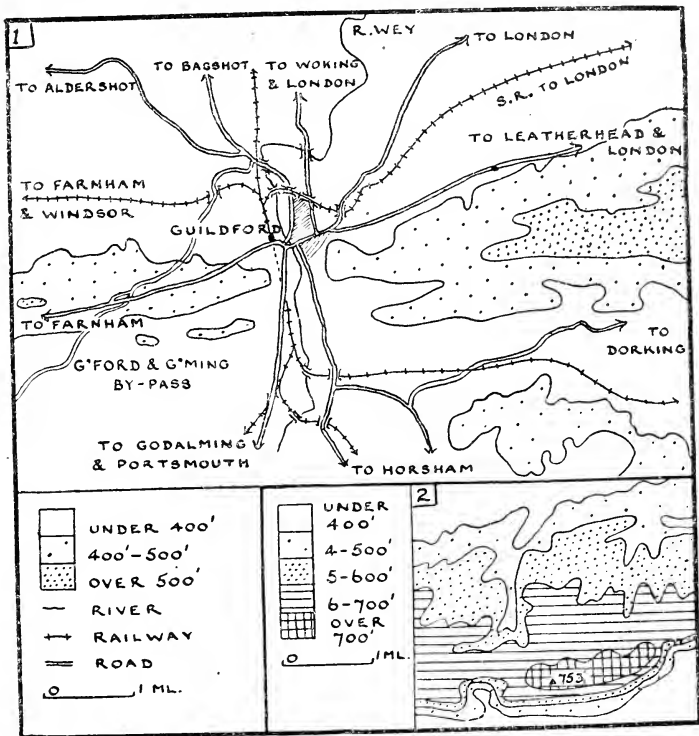 1
R. WEY
TO LONDON
TO BAGSHOT
TO WOKING
& LONDON
TO ALDERSHOT
S.R. TO LONDON
TO LEATHERHEAD &
LONDON
TO FARNHAM
& WINDSOR
GUILDFORD
TO FARNHAM
TO
DORKING
G'FORD & G'MING
BY-PASS
TO GODALMING
& PORTSMOUTH
TO HORSHAM
UNDER 400'
400'-500'
OVER 500'
RIVER
RAILWAY
ROAD
0 1 ML.
UNDER
400'
4-500'
5-600'
6-700'
OVER
700'
0 1 ML.
2
753